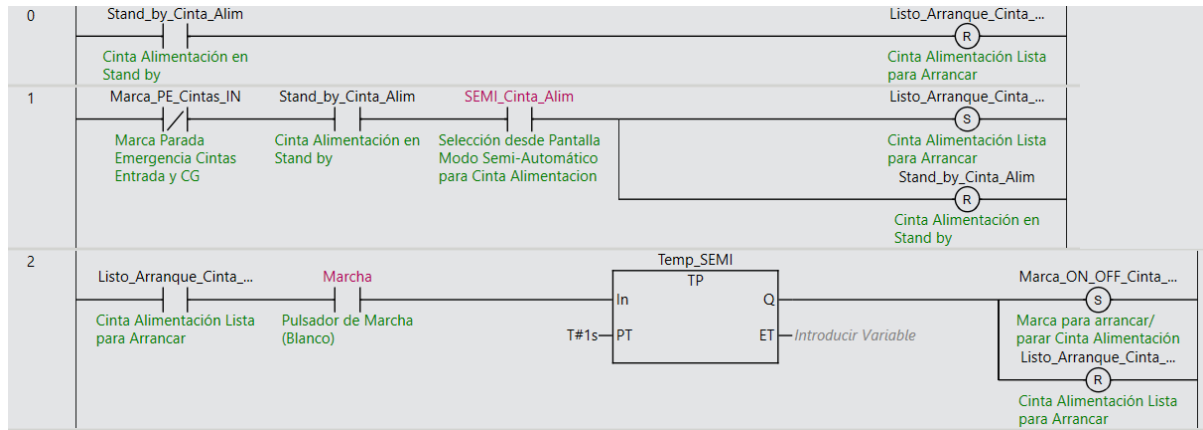 0
Stand_by_Cinta_Alim
Listo_Arranque_Cinta_...
R
Cinta Alimentación en
Stand by
Cinta Alimentación Lista
para Arrancar
1
Marca_PE_Cintas_IN
Stand_by_Cinta_Alim
SEMI_Cinta_Alim
Listo_Arranque_Cinta_...
S
Marca Parada
Emergencia Cintas
Entrada y CG
Cinta Alimentación en
Stand by
Selección desde Pantalla
Modo Semi-Automático
para Cinta Alimentacion
Cinta Alimentación Lista
para Arrancar
Stand_by_Cinta_Alim
R
Cinta Alimentación en
Stand by
2
Listo_Arranque_Cinta_...
Marcha
Temp_SEMI
TP
In
Q
T#1s
PT
ET
Introducir Variable
Marca_ON_OFF_Cinta_...
S
Cinta Alimentación Lista
para Arrancar
Pulsador de Marcha
(Blanco)
Marca para arrancar/
parar Cinta Alimentación
Listo_Arranque_Cinta_...
R
Cinta Alimentación Lista
para Arrancar